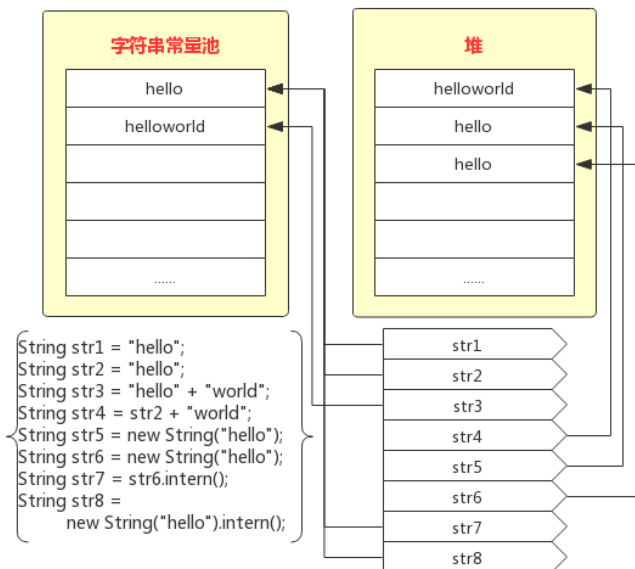 字符串常量池
hello
helloworld
......
堆
helloworld
hello
hello
......
String str1 = "hello";
String str2 = "hello";
String str3 = "hello" + "world";
String str4 = str2 + "world";
String str5 = new String("hello");
String str6 = new String("hello");
String str7 = str6.intern();
String str8 =
new String("hello").intern();
str1
str2
str3
str4
str5
str6
str7
str8